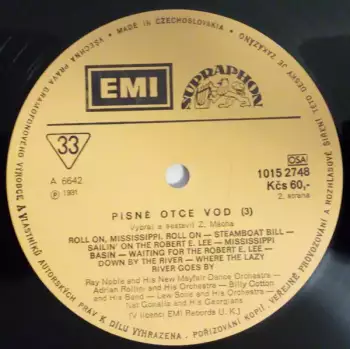 MADE IN CZECHOSLOVAKIA
VŠECHNA PRÁVA GRAMOFONOVÉHO VÝROBCE A VLASTNÍKŮ AUTORSKÝCH PRÁV K DÍLU VYHRAZENA. POŘIZOVÁNÍ KOPIÍ, VEŘEJNÉ PROVOZOVÁNÍ A ROZHLASOVÉ ŠÍŘENÍ TÉTO DESKY JE ZAKÁZÁNO.
EMI
SUPRAPHON
33
A 6642
Ⓟ 1981
OSA
1015 2748
Kčs 60,-
2. strana
PÍSNĚ OTCE VOD (3)
Vybral a sestavil Z. Mácha
ROLL ON, MISSISSIPPI, ROLL ON — STEAMBOAT BILL —
SAILIN' ON THE ROBERT E. LEE — MISSISSIPPI
BASIN — WAITING FOR THE ROBERT E. LEE —
DOWN BY THE RIVER — WHERE THE LAZY
RIVER GOES BY
Ray Noble and His New Mayfair Dance Orchestra —
Adrian Rollini and His Orchestra — Billy Cotton
and His Band — Lew Stone and His Orchestra —
Nat Gonella and His Georgians
(V licenci EMI Records U. K.)